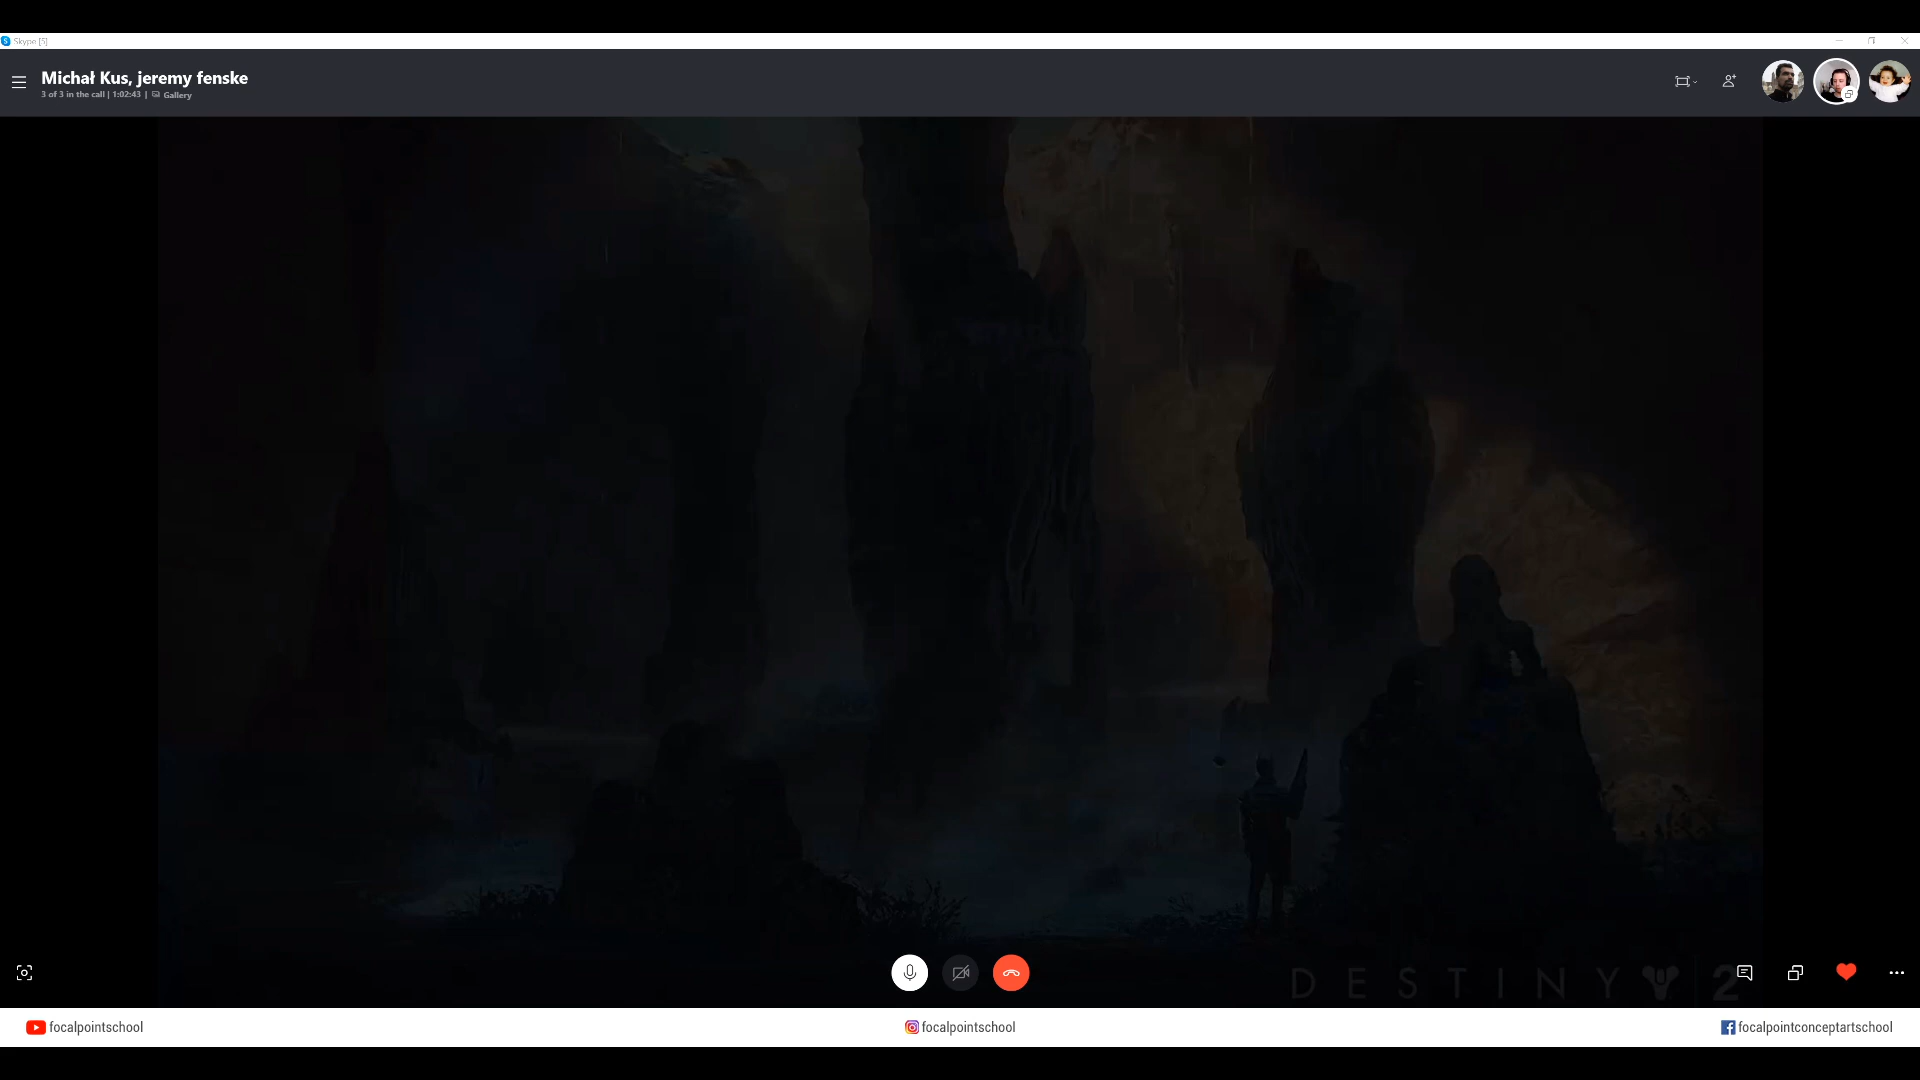 Skype [5]
Michał Kus, jeremy fenske
3 of 3 in the call | 1:02:43 | Gallery
DESTINY 2
focalpointschool
focalpointschool
focalpointconceptartschool